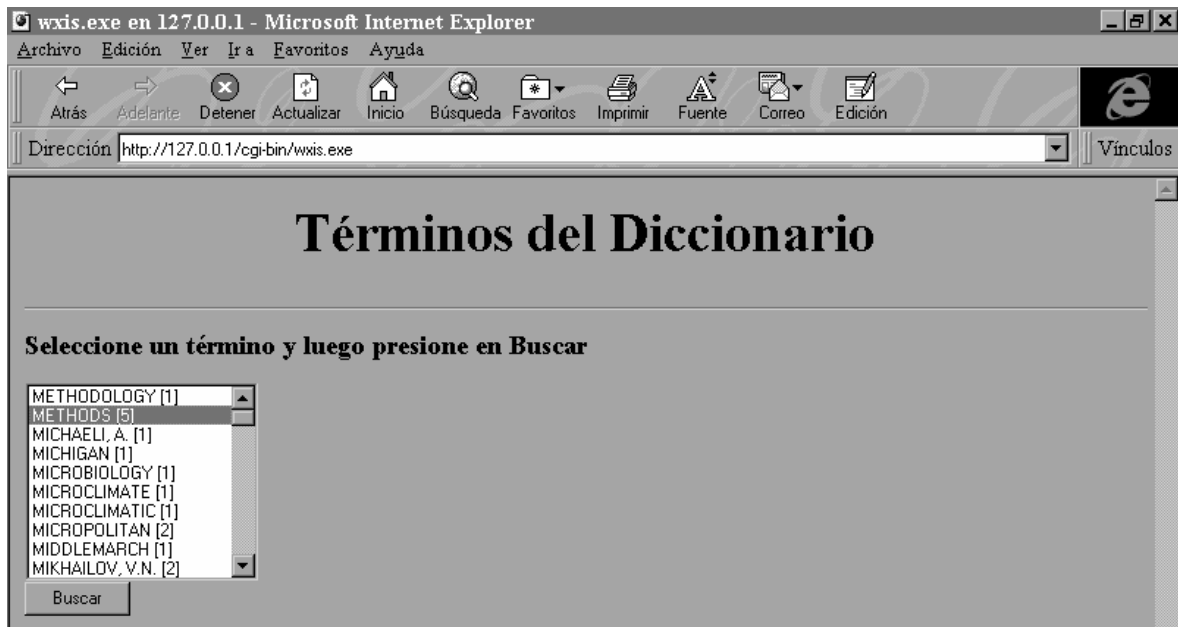 wxis.exe en 127.0.0.1 - Microsoft Internet Explorer
Archivo Edición Ver Ir a Favoritos Ayuda
Atrás Adelante Detener Actualizar Inicio Búsqueda Favoritos Imprimir Fuente Correo Edición
Dirección http://127.0.0.1/cgi-bin/wxis.exe Vínculos
Términos del Diccionario
Seleccione un término y luego presione en Buscar
METHODOLOGY [1]
METHODS [5]
MICHAELI, A. [1]
MICHIGAN [1]
MICROBIOLOGY [1]
MICROCLIMATE [1]
MICROCLIMATIC [1]
MICROPOLITAN [2]
MIDDLEMARCH [1]
MIKHAILOV, V.N. [2]
Buscar